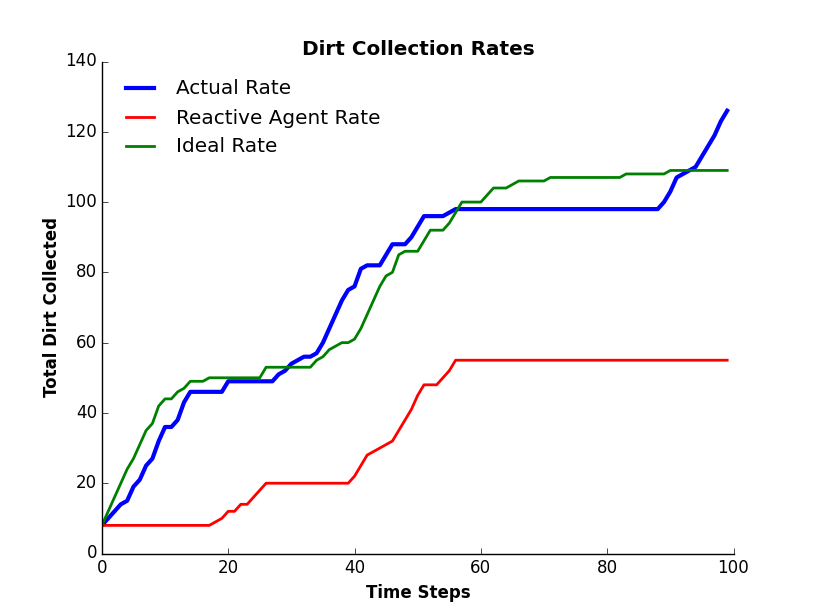 Dirt Collection Rates
140
120
100
80
60
40
20
0
Total Dirt Collected
Actual Rate
Reactive Agent Rate
Ideal Rate
0 20 40 60 80 100
Time Steps